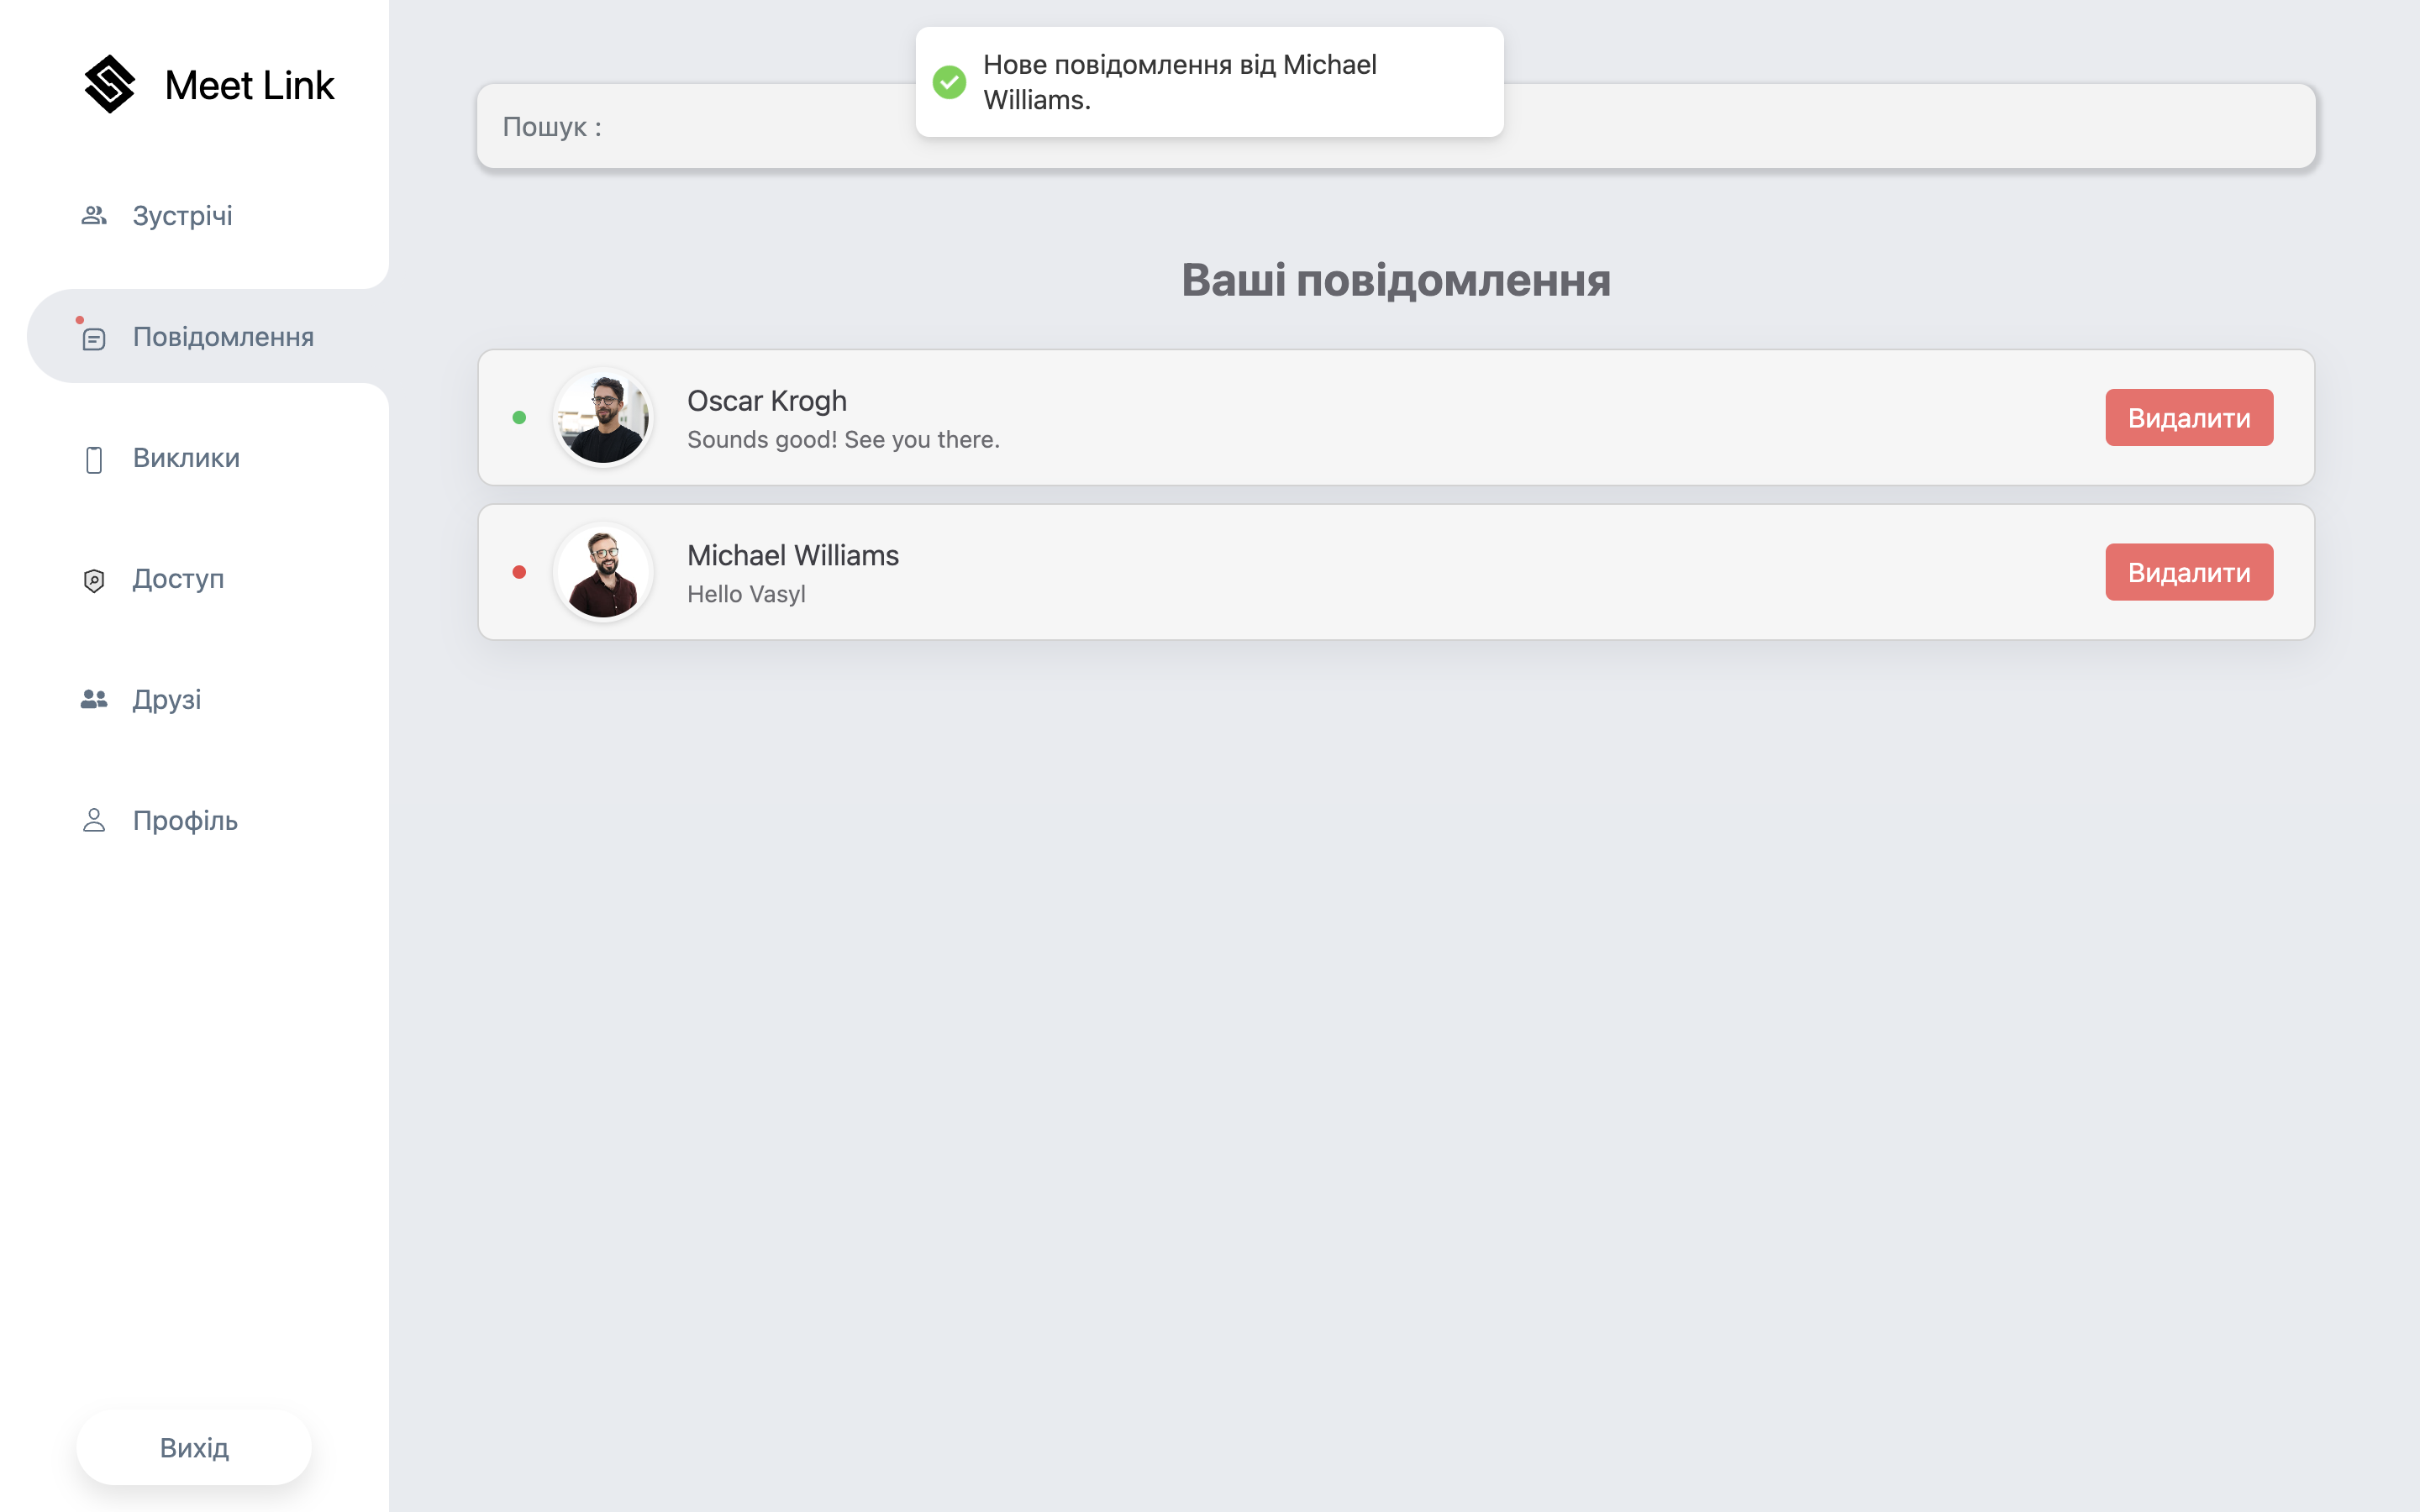 Meet Link
Зустрічі
Повідомлення
Виклики
Доступ
Друзі
Профіль
Вихід
Нове повідомлення від Michael
Williams.
Пошук :
Ваші повідомлення
Oscar Krogh
Sounds good! See you there.
Видалити
Michael Williams
Hello Vasyl
Видалити